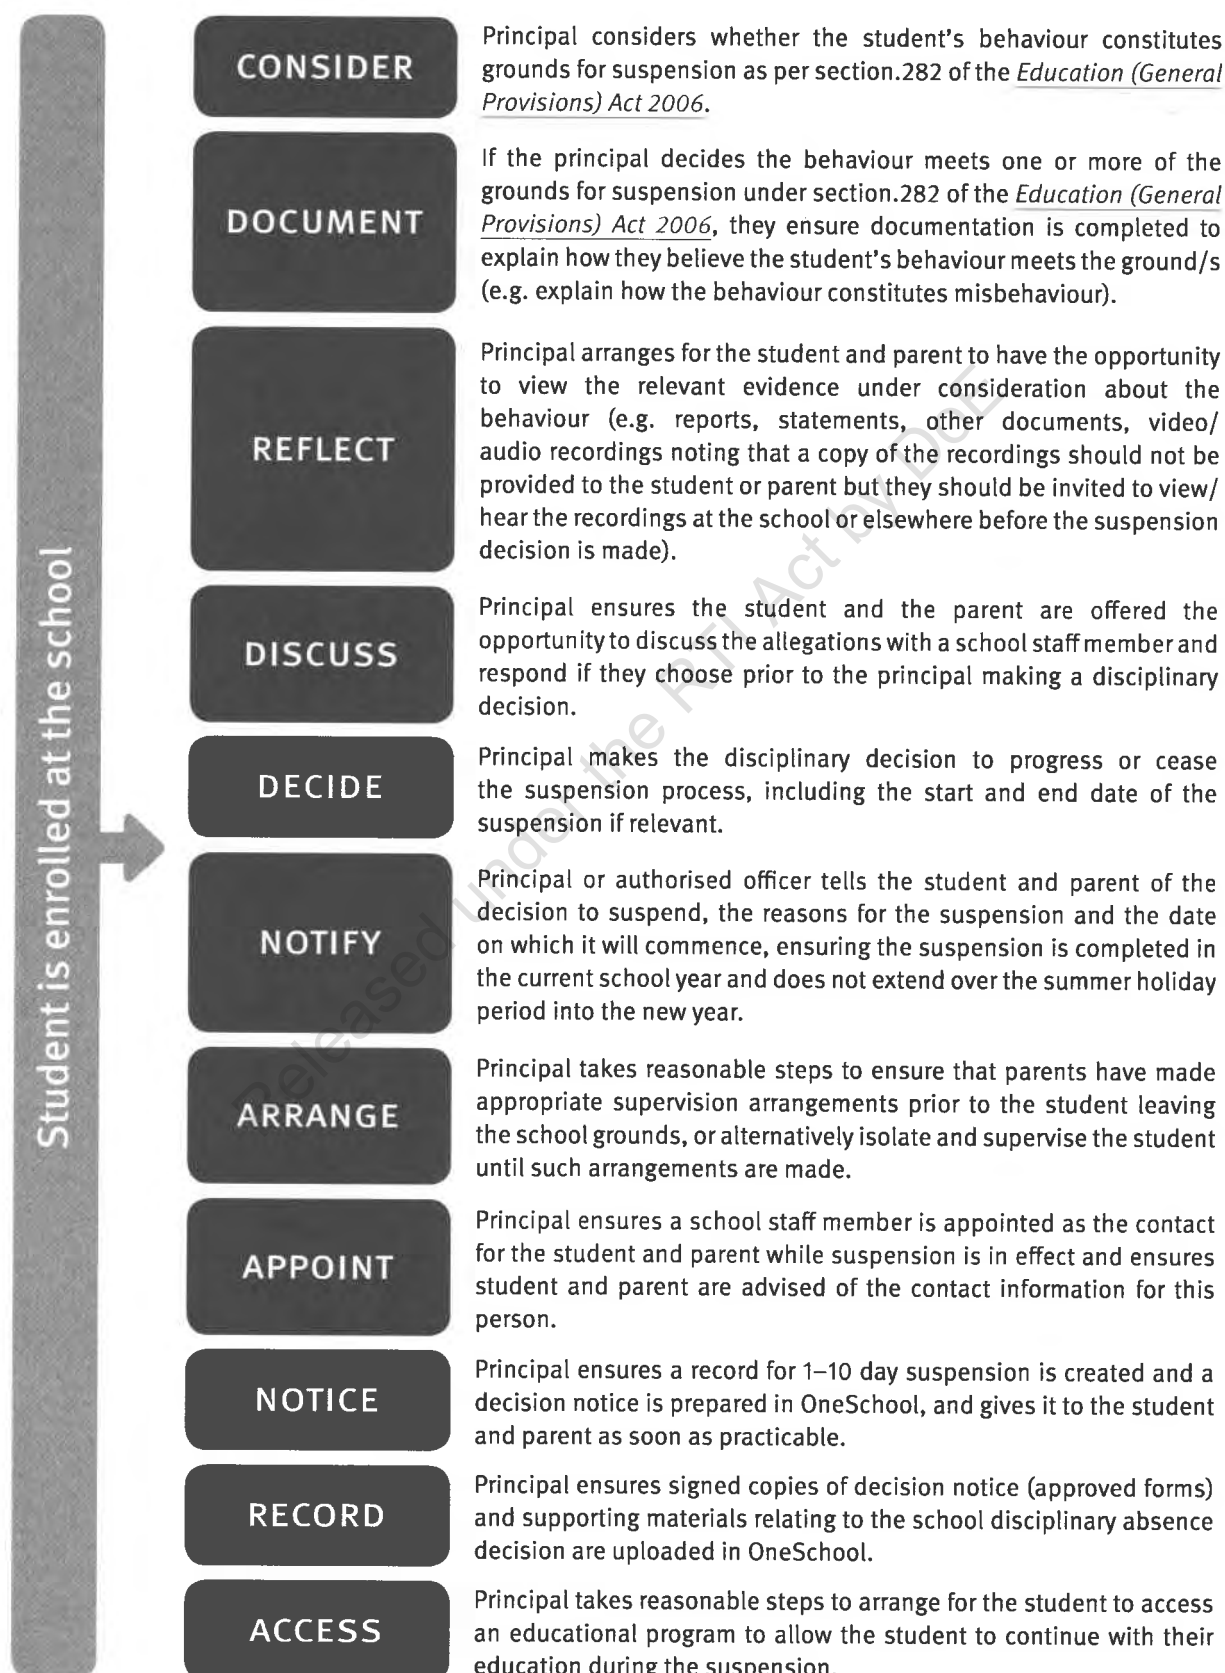 Student is enrolled at the school
CONSIDER
Principal considers whether the student's behaviour constitutes
grounds for suspension as per section.282 of the Education (General
Provisions) Act 2006.
DOCUMENT
If the principal decides the behaviour meets one or more of the
grounds for suspension under section.282 of the Education (General
Provisions) Act 2006, they ensure documentation is completed to
explain how they believe the student's behaviour meets the ground/s
(e.g. explain how the behaviour constitutes misbehaviour).
REFLECT
Principal arranges for the student and parent to have the opportunity
to view the relevant evidence under consideration about the
behaviour (e.g. reports, statements, other documents, video/
audio recordings noting that a copy of the recordings should not be
provided to the student or parent but they should be invited to view/
hear the recordings at the school or elsewhere before the suspension
decision is made).
DISCUSS
Principal ensures the student and the parent are offered the
opportunity to discuss the allegations with a school staff member and
respond if they choose prior to the principal making a disciplinary
decision.
DECIDE
Principal makes the disciplinary decision to progress or cease
the suspension process, including the start and end date of the
suspension if relevant.
NOTIFY
Principal or authorised officer tells the student and parent of the
decision to suspend, the reasons for the suspension and the date
on which it will commence, ensuring the suspension is completed in
the current school year and does not extend over the summer holiday
period into the new year.
ARRANGE
Principal takes reasonable steps to ensure that parents have made
appropriate supervision arrangements prior to the student leaving
the school grounds, or alternatively isolate and supervise the student
until such arrangements are made.
APPOINT
Principal ensures a school staff member is appointed as the contact
for the student and parent while suspension is in effect and ensures
student and parent are advised of the contact information for this
person.
NOTICE
Principal ensures a record for 1–10 day suspension is created and a
decision notice is prepared in OneSchool, and gives it to the student
and parent as soon as practicable.
RECORD
Principal ensures signed copies of decision notice (approved forms)
and supporting materials relating to the school disciplinary absence
decision are uploaded in OneSchool.
ACCESS
Principal takes reasonable steps to arrange for the student to access
an educational program to allow the student to continue with their
education during the suspension.
Released under the RTI Act by DoE